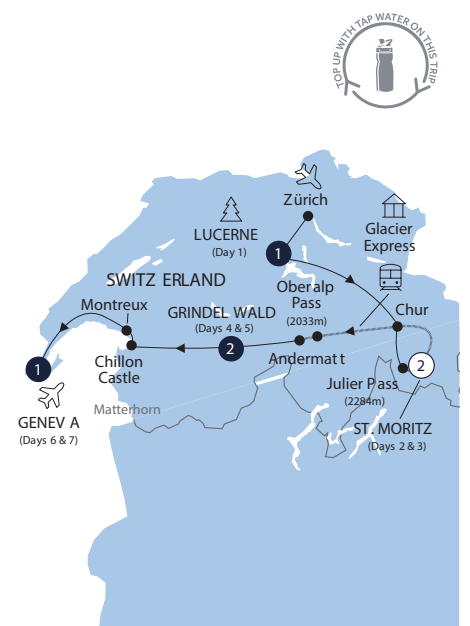 TOP UP WITH TAP WATER ON THIS TRIP
Zürich
LUCERNE
(Day 1)
1
Glacier
Express
SWITZ ERLAND
Oberalp
Pass
(2033m)
Montreux
GRINDEL WALD
(Days 4 & 5)
Chur
2
Andermatt
Chillon
Castle
1
Julier Pass
(2284m)
2
Matterhorn
GENEV A
(Days 6 & 7)
ST. MORITZ
(Days 2 & 3)